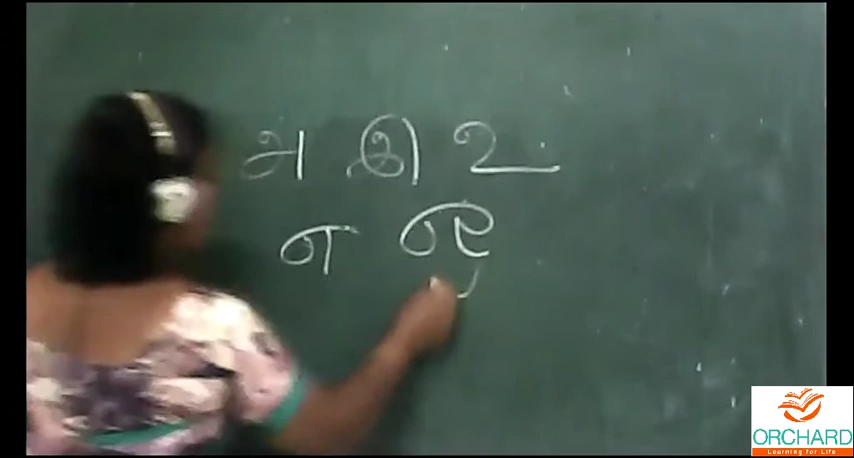 அ இ உ
எ ஒ
ORCHARD
Learning for Life